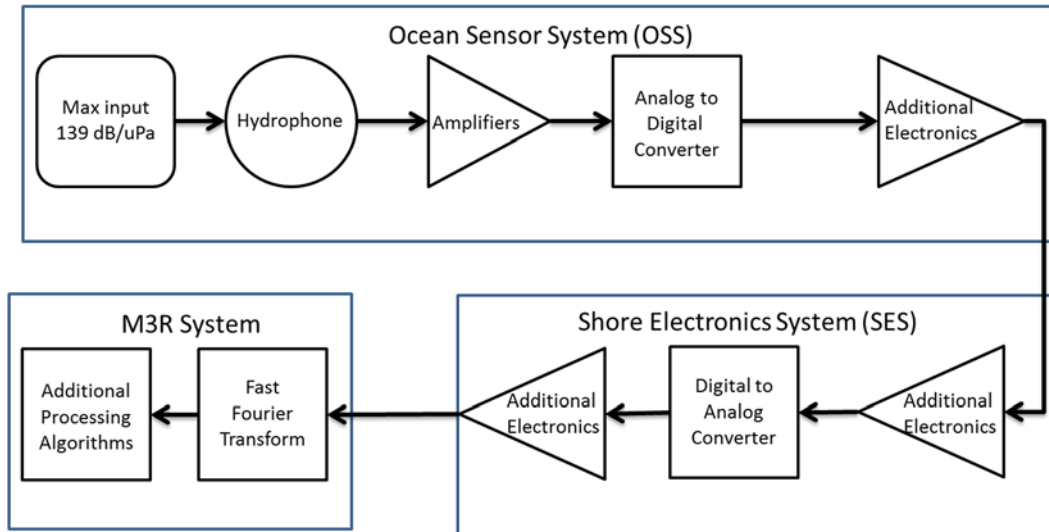 Ocean Sensor System (OSS)
Max input
139 dB/uPa
Hydrophone
Amplifiers
Analog to
Digital
Converter
Additional
Electronics
M3R System
Additional
Processing
Algorithms
Fast
Fourier
Transform
Shore Electronics System (SES)
Additional
Electronics
Digital to
Analog
Converter
Additional
Electronics